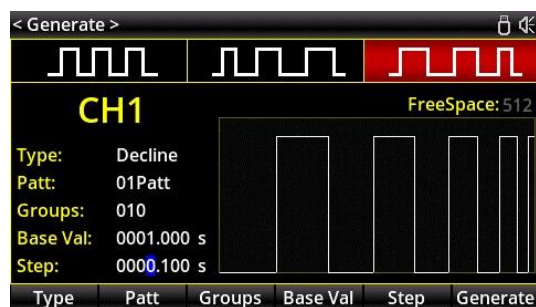 < Generate >
CH1
FreeSpace: 512
Type: Decline
Patt: 01Patt
Groups: 010
Base Val: 0001.000 s
Step: 0000.100 s
Type Patt Groups Base Val Step Generate